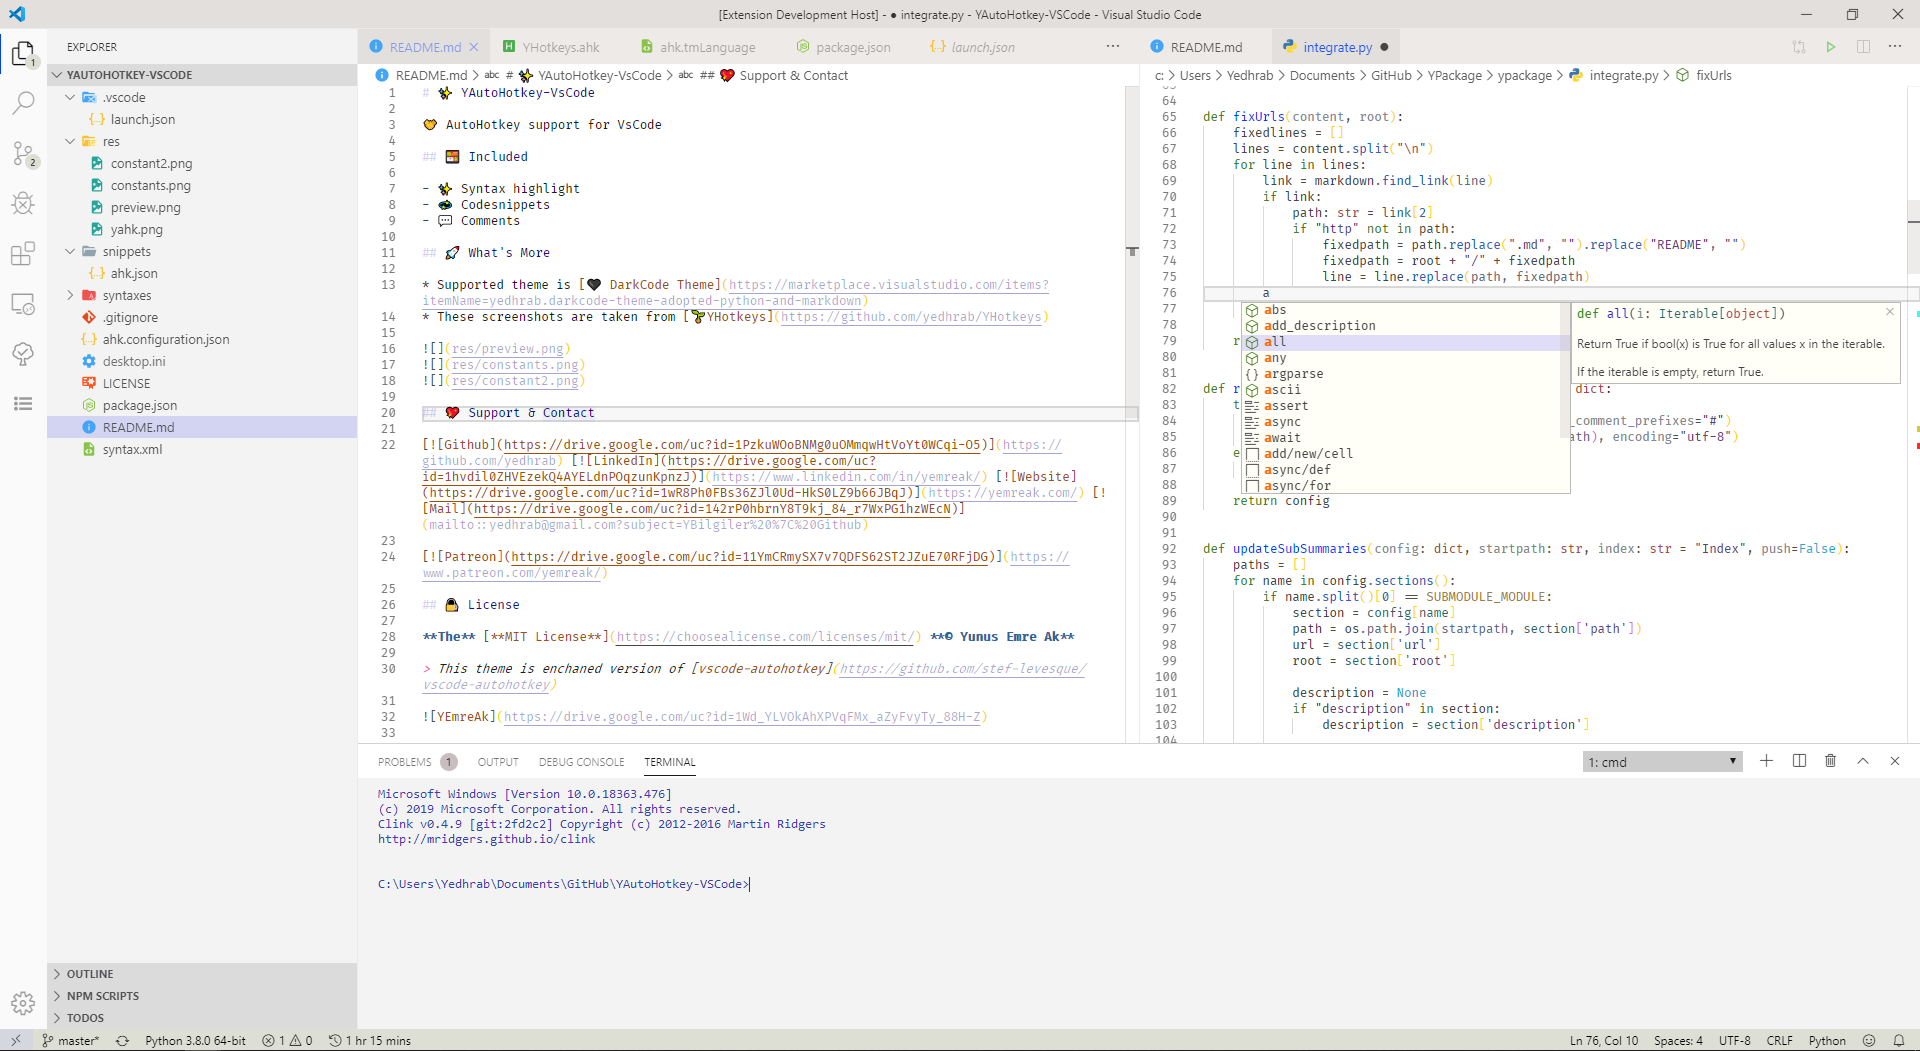 [Extension Development Host] - ● integrate.py - YAutoHotkey-VSCode - Visual Studio Code
EXPLORER
YAUTOHOTKEY-VSCODE
.vscode
launch.json
res
constant2.png
constants.png
preview.png
yahk.png
snippets
ahk.json
syntaxes
.gitignore
ahk.configuration.json
desktop.ini
LICENSE
package.json
README.md
syntax.xml
OUTLINE
NPM SCRIPTS
TODOS
1
2
README.md
YHotkeys.ahk
ahk.tmLanguage
package.json
launch.json
README.md > abc # ✨ YAutoHotkey-VsCode > abc ## 💖 Support & Contact
1 # ✨ YAutoHotkey-VsCode
2
3 AutoHotkey support for VsCode
4
5 ## 🍱 Included
6
7 - ✨ Syntax highlight
8 - Codesnippets
9 - 💬 Comments
10
11 ## 🚀 What's More
12
13 * Supported theme is [🖤 DarkCode Theme](https://marketplace.visualstudio.com/items?
itemName=yedhrab.darkcode-theme-adopted-python-and-markdown)
14 * These screenshots are taken from [🌱YHotkeys](https://github.com/yedhrab/YHotkeys)
15
16 ![](res/preview.png)
17 ![](res/constants.png)
18 ![](res/constant2.png)
19
20 ## 💖 Support & Contact
21
22 [![Github](https://drive.google.com/uc?id=1PzkuWOoBNMg0uOMmqwHtVoYt0WCqi-O5)](https://
github.com/yedhrab) [![LinkedIn](https://drive.google.com/uc?
id=1hvdil0ZHVEzekQ4AYELdnPOqzunKpnzJ)](https://www.linkedin.com/in/yemreak/) [![Website]
(https://drive.google.com/uc?id=1wR8Ph0FBs36ZJl0Ud-HkS0LZ9b66JBqJ)](https://yemreak.com/) [!
[Mail](https://drive.google.com/uc?id=142rP0hbrnY8T9kj_84_r7WxPG1hzWEcN)]
(mailto::yedhrab@gmail.com?subject=YBilgiler%20%7C%20Github)
23
24 [![Patreon](https://drive.google.com/uc?id=11YmCRmySX7v7QDFS62ST2JZuE70RFjDG)](https://
www.patreon.com/yemreak/)
25
26 ## 🔏 License
27
28 **The** [**MIT License**](https://choosealicense.com/licenses/mit/) **© Yunus Emre Ak**
29
30 > This theme is enchaned version of [vscode-autohotkey](https://github.com/stef-levesque/
vscode-autohotkey)
31
32 ![YEmreAk](https://drive.google.com/uc?id=1Wd_YLVOkAhXPVqFMx_aZyFvyTy_88H-Z)
33
README.md
integrate.py ●
c: > Users > Yedhrab > Documents > GitHub > YPackage > ypackage > integrate.py > fixUrls
64
65 def fixUrls(content, root):
66 fixedlines = []
67 lines = content.split("\n")
68 for line in lines:
69 link = markdown.find_link(line)
70 if link:
71 path: str = link[2]
72 if "http" not in path:
73 fixedpath = path.replace(".md", "").replace("README", "")
74 fixedpath = root + "/" + fixedpath
75 line = line.replace(path, fixedpath)
76 a
77
78
79 r
80
81
82 def r dict:
83 t
84 _comment_prefixes="#")
85 ath), encoding="utf-8")
86 e
87
88
89 return config
90
91
92 def updateSubSummaries(config: dict, startpath: str, index: str = "Index", push=False):
93 paths = []
94 for name in config.sections():
95 if name.split()[0] == SUBMODULE_MODULE:
96 section = config[name]
97 path = os.path.join(startpath, section['path'])
98 url = section['url']
99 root = section['root']
100
101 description = None
102 if "description" in section:
103 description = section['description']
104
abs
add_description
all
any
argparse
ascii
assert
async
await
add/new/cell
async/def
async/for
def all(i: Iterable[object])
Return True if bool(x) is True for all values x in the iterable.
If the iterable is empty, return True.
PROBLEMS 1 OUTPUT DEBUG CONSOLE TERMINAL
1: cmd
Microsoft Windows [Version 10.0.18363.476]
(c) 2019 Microsoft Corporation. All rights reserved.
Clink v0.4.9 [git:2fd2c2] Copyright (c) 2012-2016 Martin Ridgers
http://mridgers.github.io/clink
C:\Users\Yedhrab\Documents\GitHub\YAutoHotkey-VSCode>
master* Python 3.8.0 64-bit 1 0 1 hr 15 mins
Ln 76, Col 10 Spaces: 4 UTF-8 CRLF Python